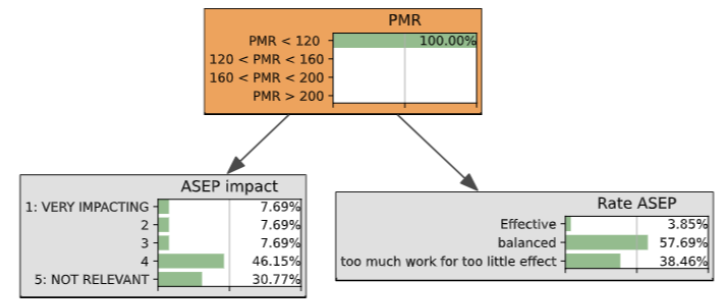 PMR
PMR < 120 100.00%
120 < PMR < 160
160 < PMR < 200
PMR > 200
ASEP impact
1: VERY IMPACTING 7.69%
2 7.69%
3 7.69%
4 46.15%
5: NOT RELEVANT 30.77%
Rate ASEP
Effective 3.85%
balanced 57.69%
too much work for too little effect 38.46%